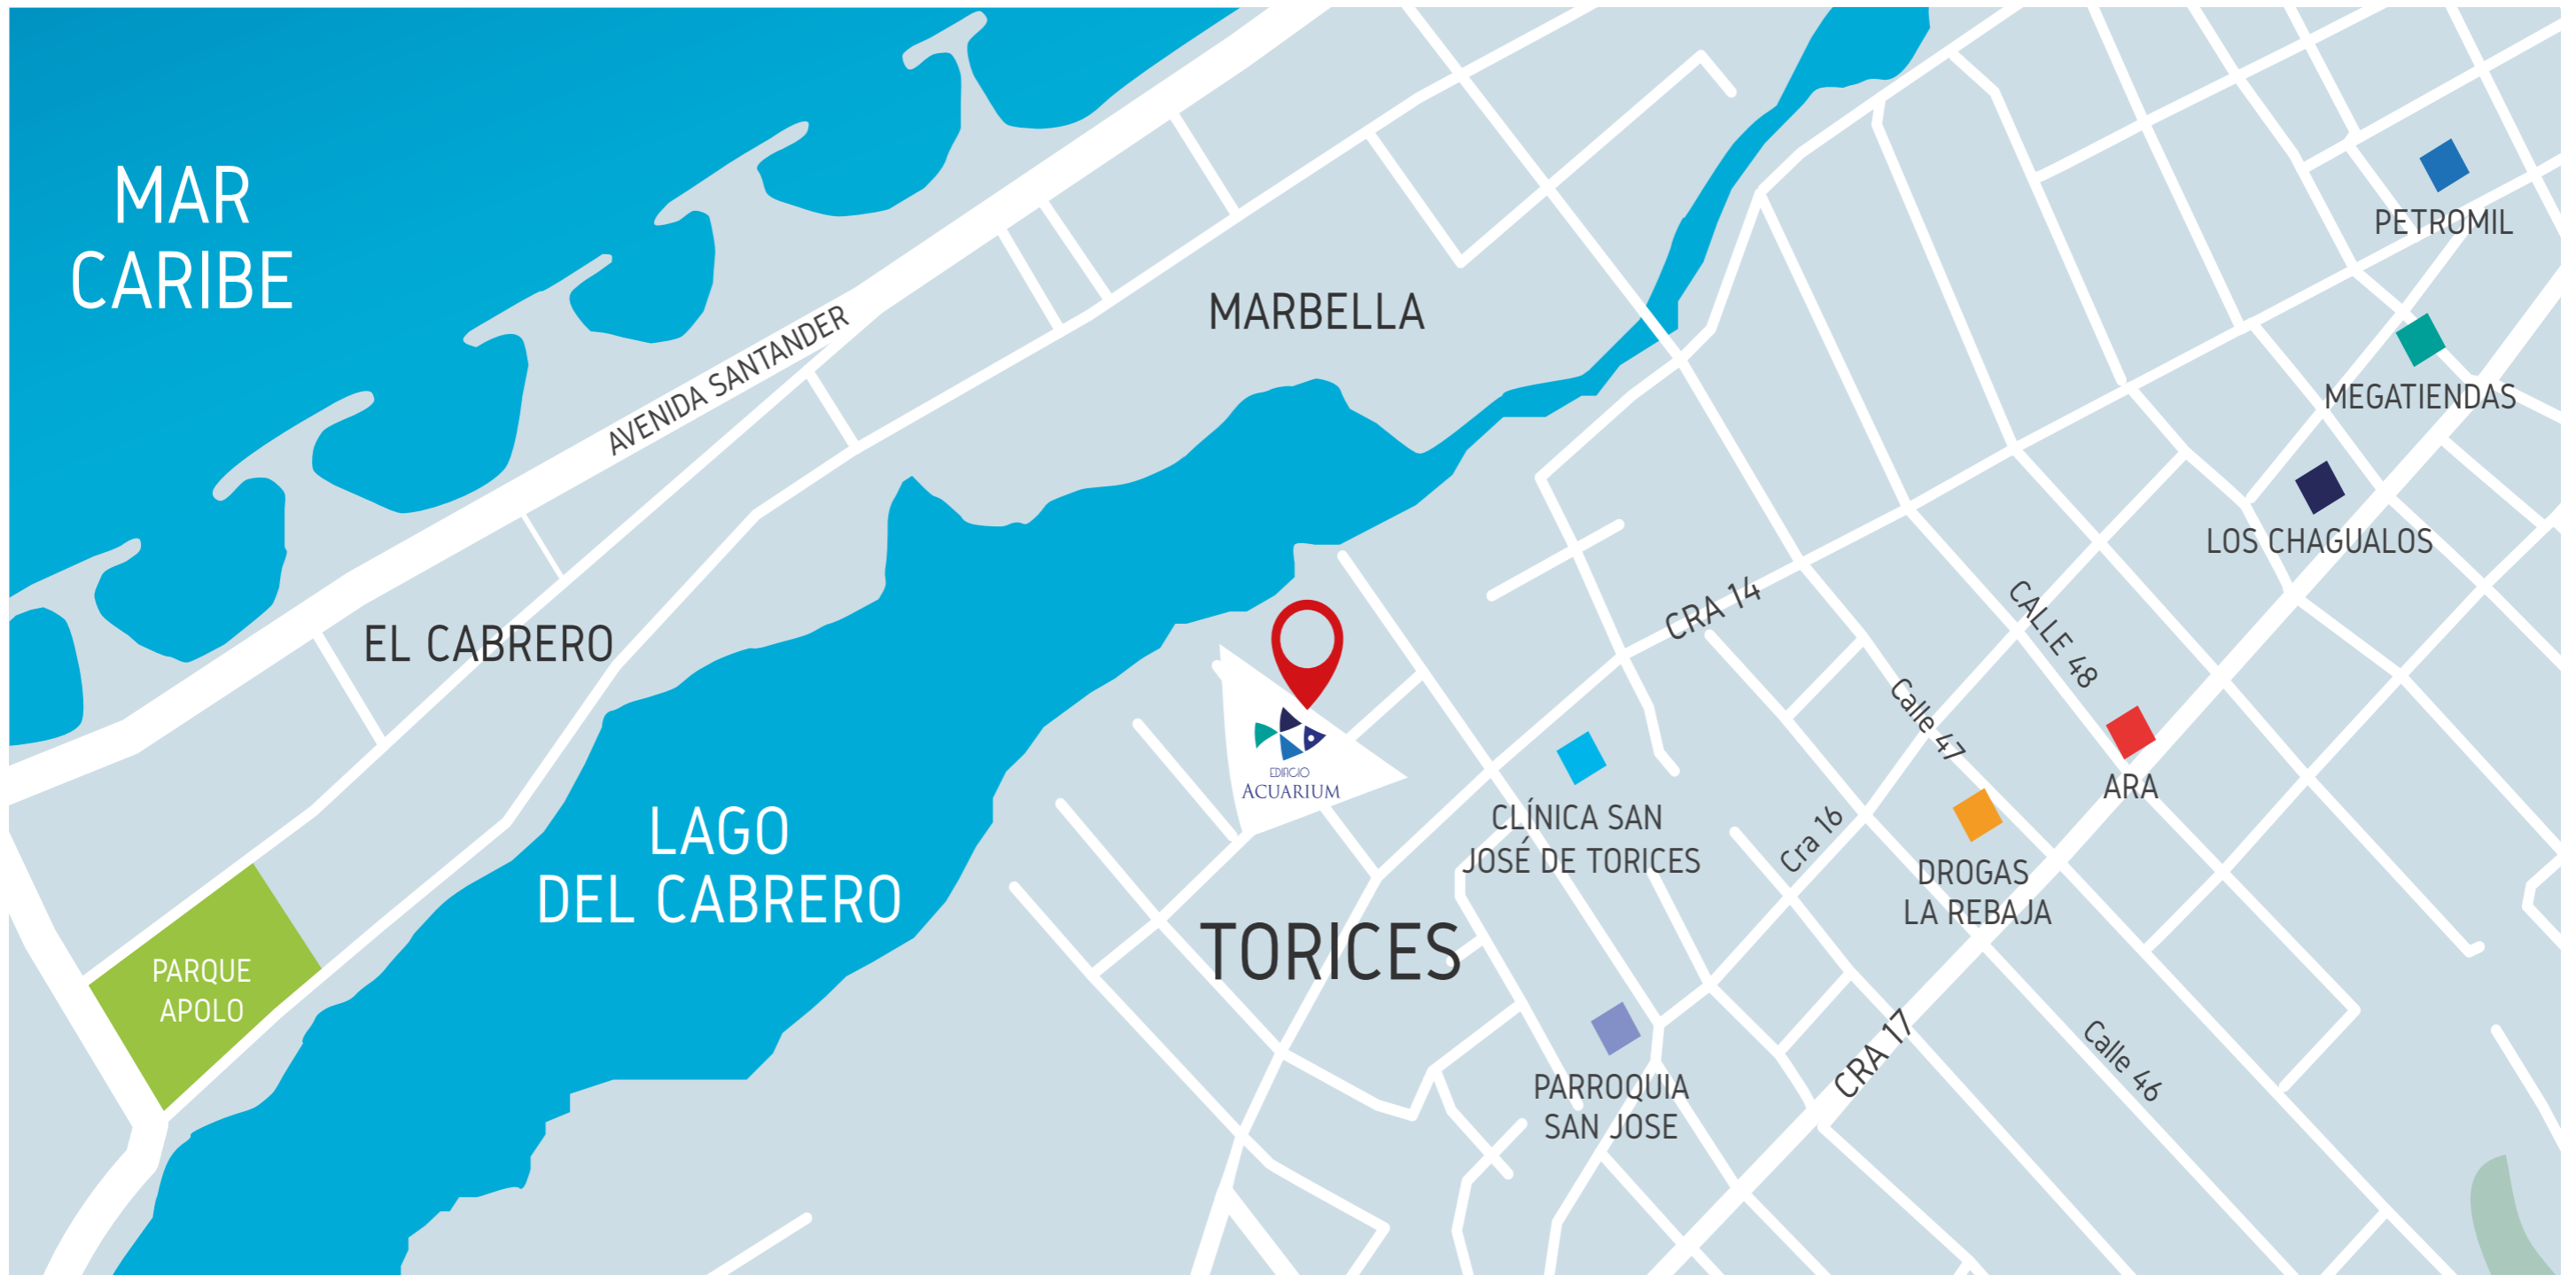 MAR
CARIBE
AVENIDA SANTANDER
MARBELLA
PETROMIL
MEGATIENDAS
LOS CHAGUALOS
EL CABRERO
CRA 14
CALLE 48
Calle 47
ARA
EDIFICIO
ACUARIUM
LAGO
DEL CABRERO
CLÍNICA SAN
JOSÉ DE TORICES
Cra 16
DROGAS
LA REBAJA
TORICES
PARQUE
APOLO
CRA 17
Calle 46
PARROQUIA
SAN JOSE